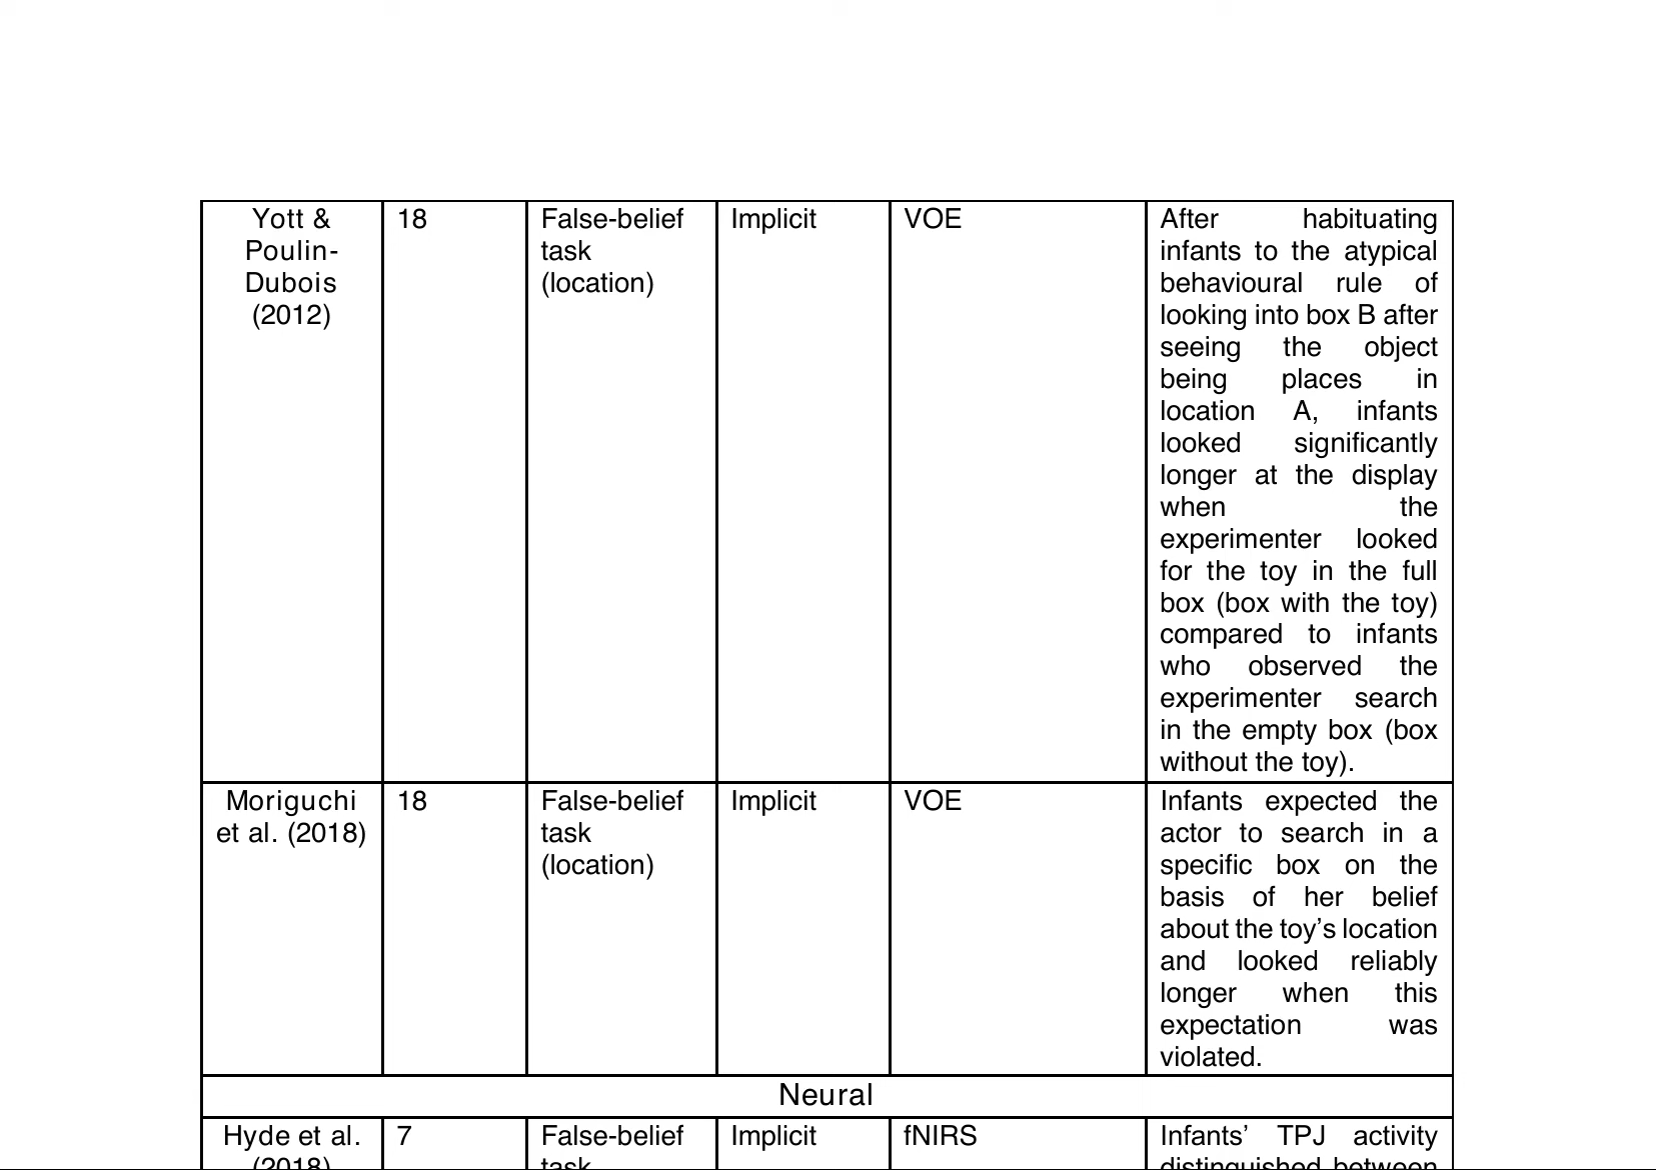 Yott &
Poulin-
Dubois
(2012)
18
False-belief
task
(location)
Implicit
VOE
After habituating
infants to the atypical
behavioural rule of
looking into box B after
seeing the object
being places in
location A, infants
looked significantly
longer at the display
when the
experimenter looked
for the toy in the full
box (box with the toy)
compared to infants
who observed the
experimenter search
in the empty box (box
without the toy).
Moriguchi
et al. (2018)
18
False-belief
task
(location)
Implicit
VOE
Infants expected the
actor to search in a
specific box on the
basis of her belief
about the toy’s location
and looked reliably
longer when this
expectation was
violated.
Neural
Hyde et al.
(2018)
7
False-belief
task
Implicit
fNIRS
Infants’ TPJ activity
distinguished between